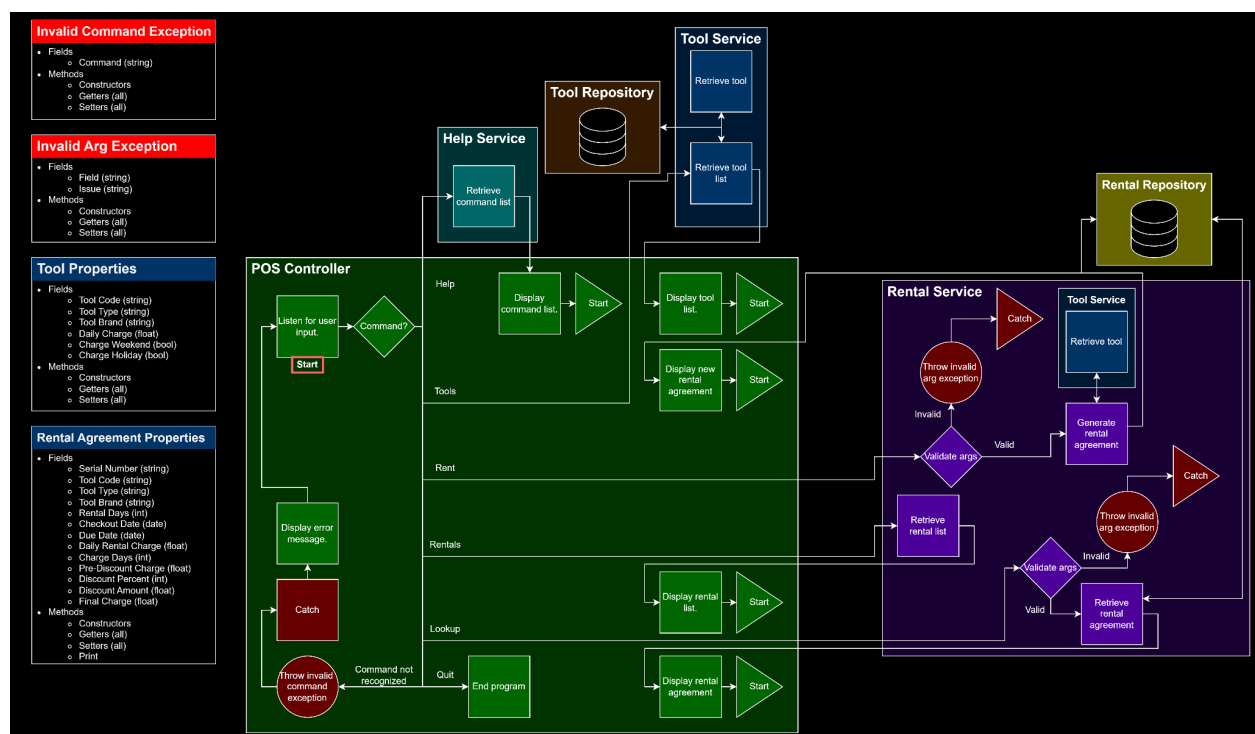 Invalid Command Exception
Fields
Command (string)
Methods
Constructors
Getters (all)
Setters (all)
Invalid Arg Exception
Fields
Field (string)
Issue (string)
Methods
Constructors
Getters (all)
Setters (all)
Tool Properties
Fields
Tool Code (string)
Tool Type (string)
Tool Brand (string)
Daily Charge (float)
Charge Weekend (bool)
Charge Holiday (bool)
Methods
Constructors
Getters (all)
Setters (all)
Rental Agreement Properties
Fields
Serial Number (string)
Tool Code (string)
Tool Type (string)
Tool Brand (string)
Rental Days (int)
Checkout Date (date)
Due Date (date)
Daily Rental Charge (float)
Charge Days (int)
Pre-Discount Charge (float)
Discount Percent (int)
Discount Amount (float)
Final Charge (float)
Methods
Constructors
Getters (all)
Setters (all)
Print
Tool Service
Retrieve tool
Retrieve tool
list
Tool Repository
Help Service
Retrieve
command list
POS Controller
Listen for user
input.
Start
Command?
Help
Display
command list.
Start
Display tool
list.
Start
Tools
Display new
rental
agreement
Start
Rent
Rentals
Display error
message.
Catch
Display rental
list.
Start
Lookup
Throw invalid
command
exception
Command not
recognized
Quit
End program
Display rental
agreement
Start
Rental Repository
Rental Service
Catch
Tool Service
Retrieve tool
Throw invalid
arg exception
Invalid
Validate args
Valid
Generate
rental
agreement
Catch
Retrieve
rental list
Throw invalid
arg exception
Invalid
Validate args
Valid
Retrieve
rental
agreement